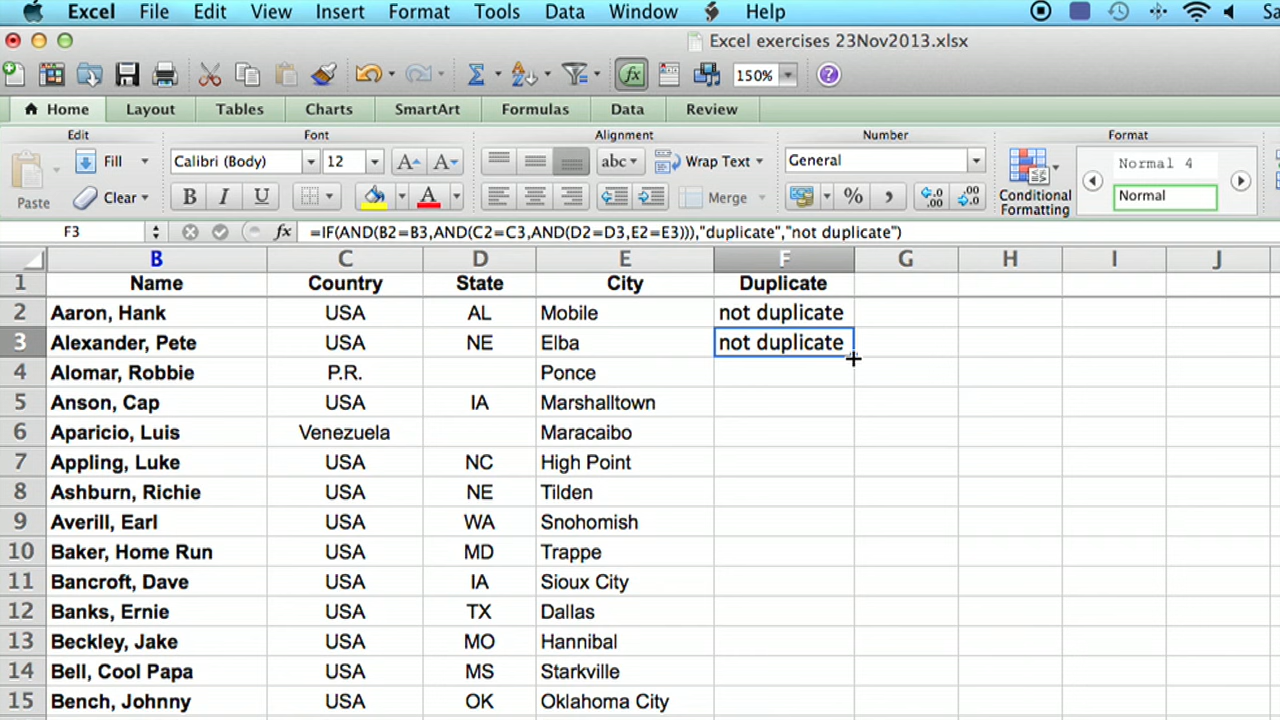 Excel File Edit View Insert Format Tools Data Window Help Sa
Excel exercises 23Nov2013.xlsx
150%
Home Layout Tables Charts SmartArt Formulas Data Review
Edit Font Alignment Number Format
Paste Fill Clear
Calibri (Body) 12 A A abc Wrap Text General
B I U A Merge % , .0 .00 .00 .0
Conditional Formatting
Normal 4
Normal
F3 fx =IF(AND(B2=B3,AND(C2=C3,AND(D2=D3,E2=E3))),"duplicate","not duplicate")
B C D E F G H I J
1 Name Country State City Duplicate
2 Aaron, Hank USA AL Mobile not duplicate
3 Alexander, Pete USA NE Elba not duplicate
4 Alomar, Robbie P.R. Ponce
5 Anson, Cap USA IA Marshalltown
6 Aparicio, Luis Venezuela Maracaibo
7 Appling, Luke USA NC High Point
8 Ashburn, Richie USA NE Tilden
9 Averill, Earl USA WA Snohomish
10 Baker, Home Run USA MD Trappe
11 Bancroft, Dave USA IA Sioux City
12 Banks, Ernie USA TX Dallas
13 Beckley, Jake USA MO Hannibal
14 Bell, Cool Papa USA MS Starkville
15 Bench, Johnny USA OK Oklahoma City